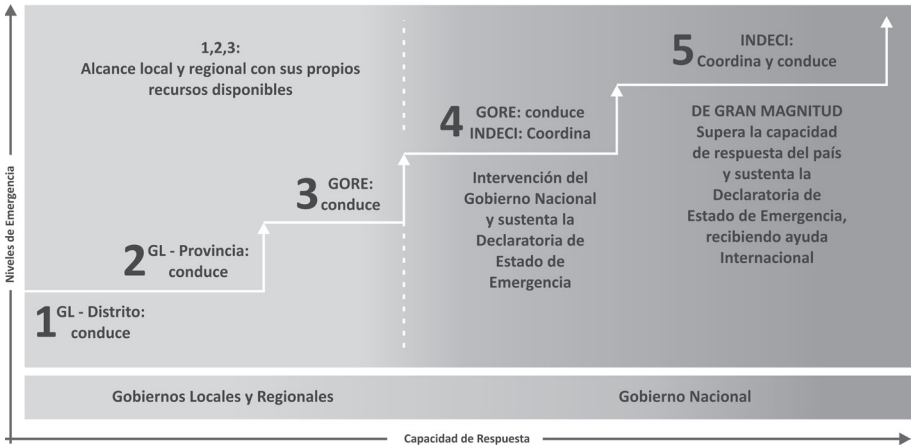 1,2,3:
Alcance local y regional con sus propios
recursos disponibles
5 INDECI:
Coordina y conduce
4 GORE: conduce
INDECI: Coordina
DE GRAN MAGNITUD
Supera la capacidad
de respuesta del país
y sustenta la
Declaratoria de
Estado de Emergencia,
recibiendo ayuda
Internacional
Intervención del
Gobierno Nacional
y sustenta la
Declaratoria de
Estado de
Emergencia
3 GORE:
conduce
2 GL - Provincia:
conduce
1 GL - Distrito:
conduce
Niveles de Emergencia
Gobiernos Locales y Regionales
Gobierno Nacional
Capacidad de Respuesta